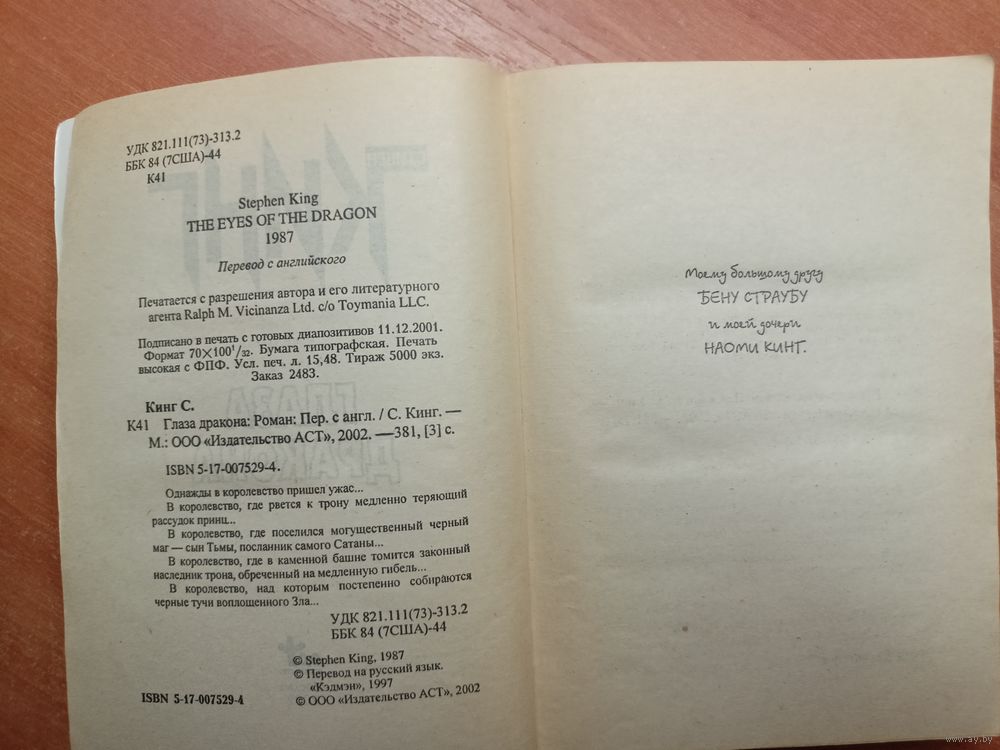 УДК 821.111(73)-313.2
ББК 84 (7США)-44
К41
Stephen King
THE EYES OF THE DRAGON
1987
Перевод с английского
Печатается с разрешения автора и его литературного
агента Ralph M. Vicinanza Ltd. c/o Toymania LLC.
Подписано в печать с готовых диапозитивов 11.12.2001.
Формат 70×100¹/₃₂. Бумага типографская. Печать
высокая с ФПФ. Усл. печ. л. 15,48. Тираж 5000 экз.
Заказ 2483.
Кинг С.
К41 Глаза дракона: Роман: Пер. с англ. / С. Кинг. —
М.: ООО «Издательство АСТ», 2002. —381, [3] с.
ISBN 5-17-007529-4.
Однажды в королевство пришел ужас...
В королевство, где рвется к трону медленно теряющий
рассудок принц...
В королевство, где поселился могущественный черный
маг — сын Тьмы, посланник самого Сатаны...
В королевство, где в каменной башне томится законный
наследник трона, обреченный на медленную гибель...
В королевство, над которым постепенно собираются
черные тучи воплощенного Зла...
УДК 821.111(73)-313.2
ББК 84 (7США)-44
© Stephen King, 1987
© Перевод на русский язык.
«Кэдмэн», 1997
ISBN 5-17-007529-4
© ООО «Издательство АСТ», 2002
Моему большому другу
БЕНУ СТРАУБУ
и моей дочери
НАОМИ КИНГ.
www.ay.by